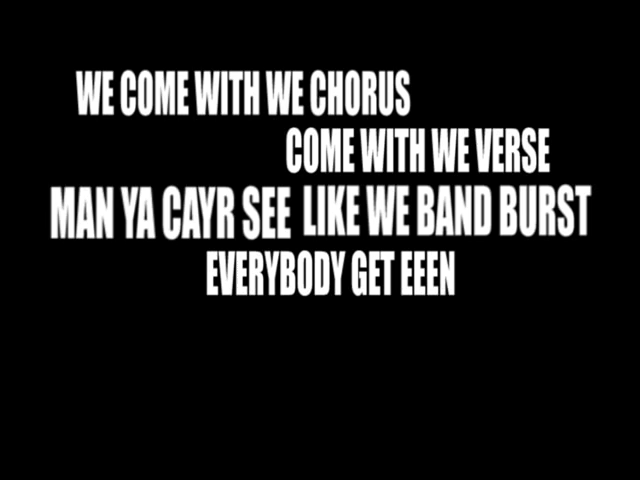 WE COME WITH WE CHORUS
COME WITH WE VERSE
MAN YA CAYR SEE LIKE WE BAND BURST
EVERYBODY GET EEEN